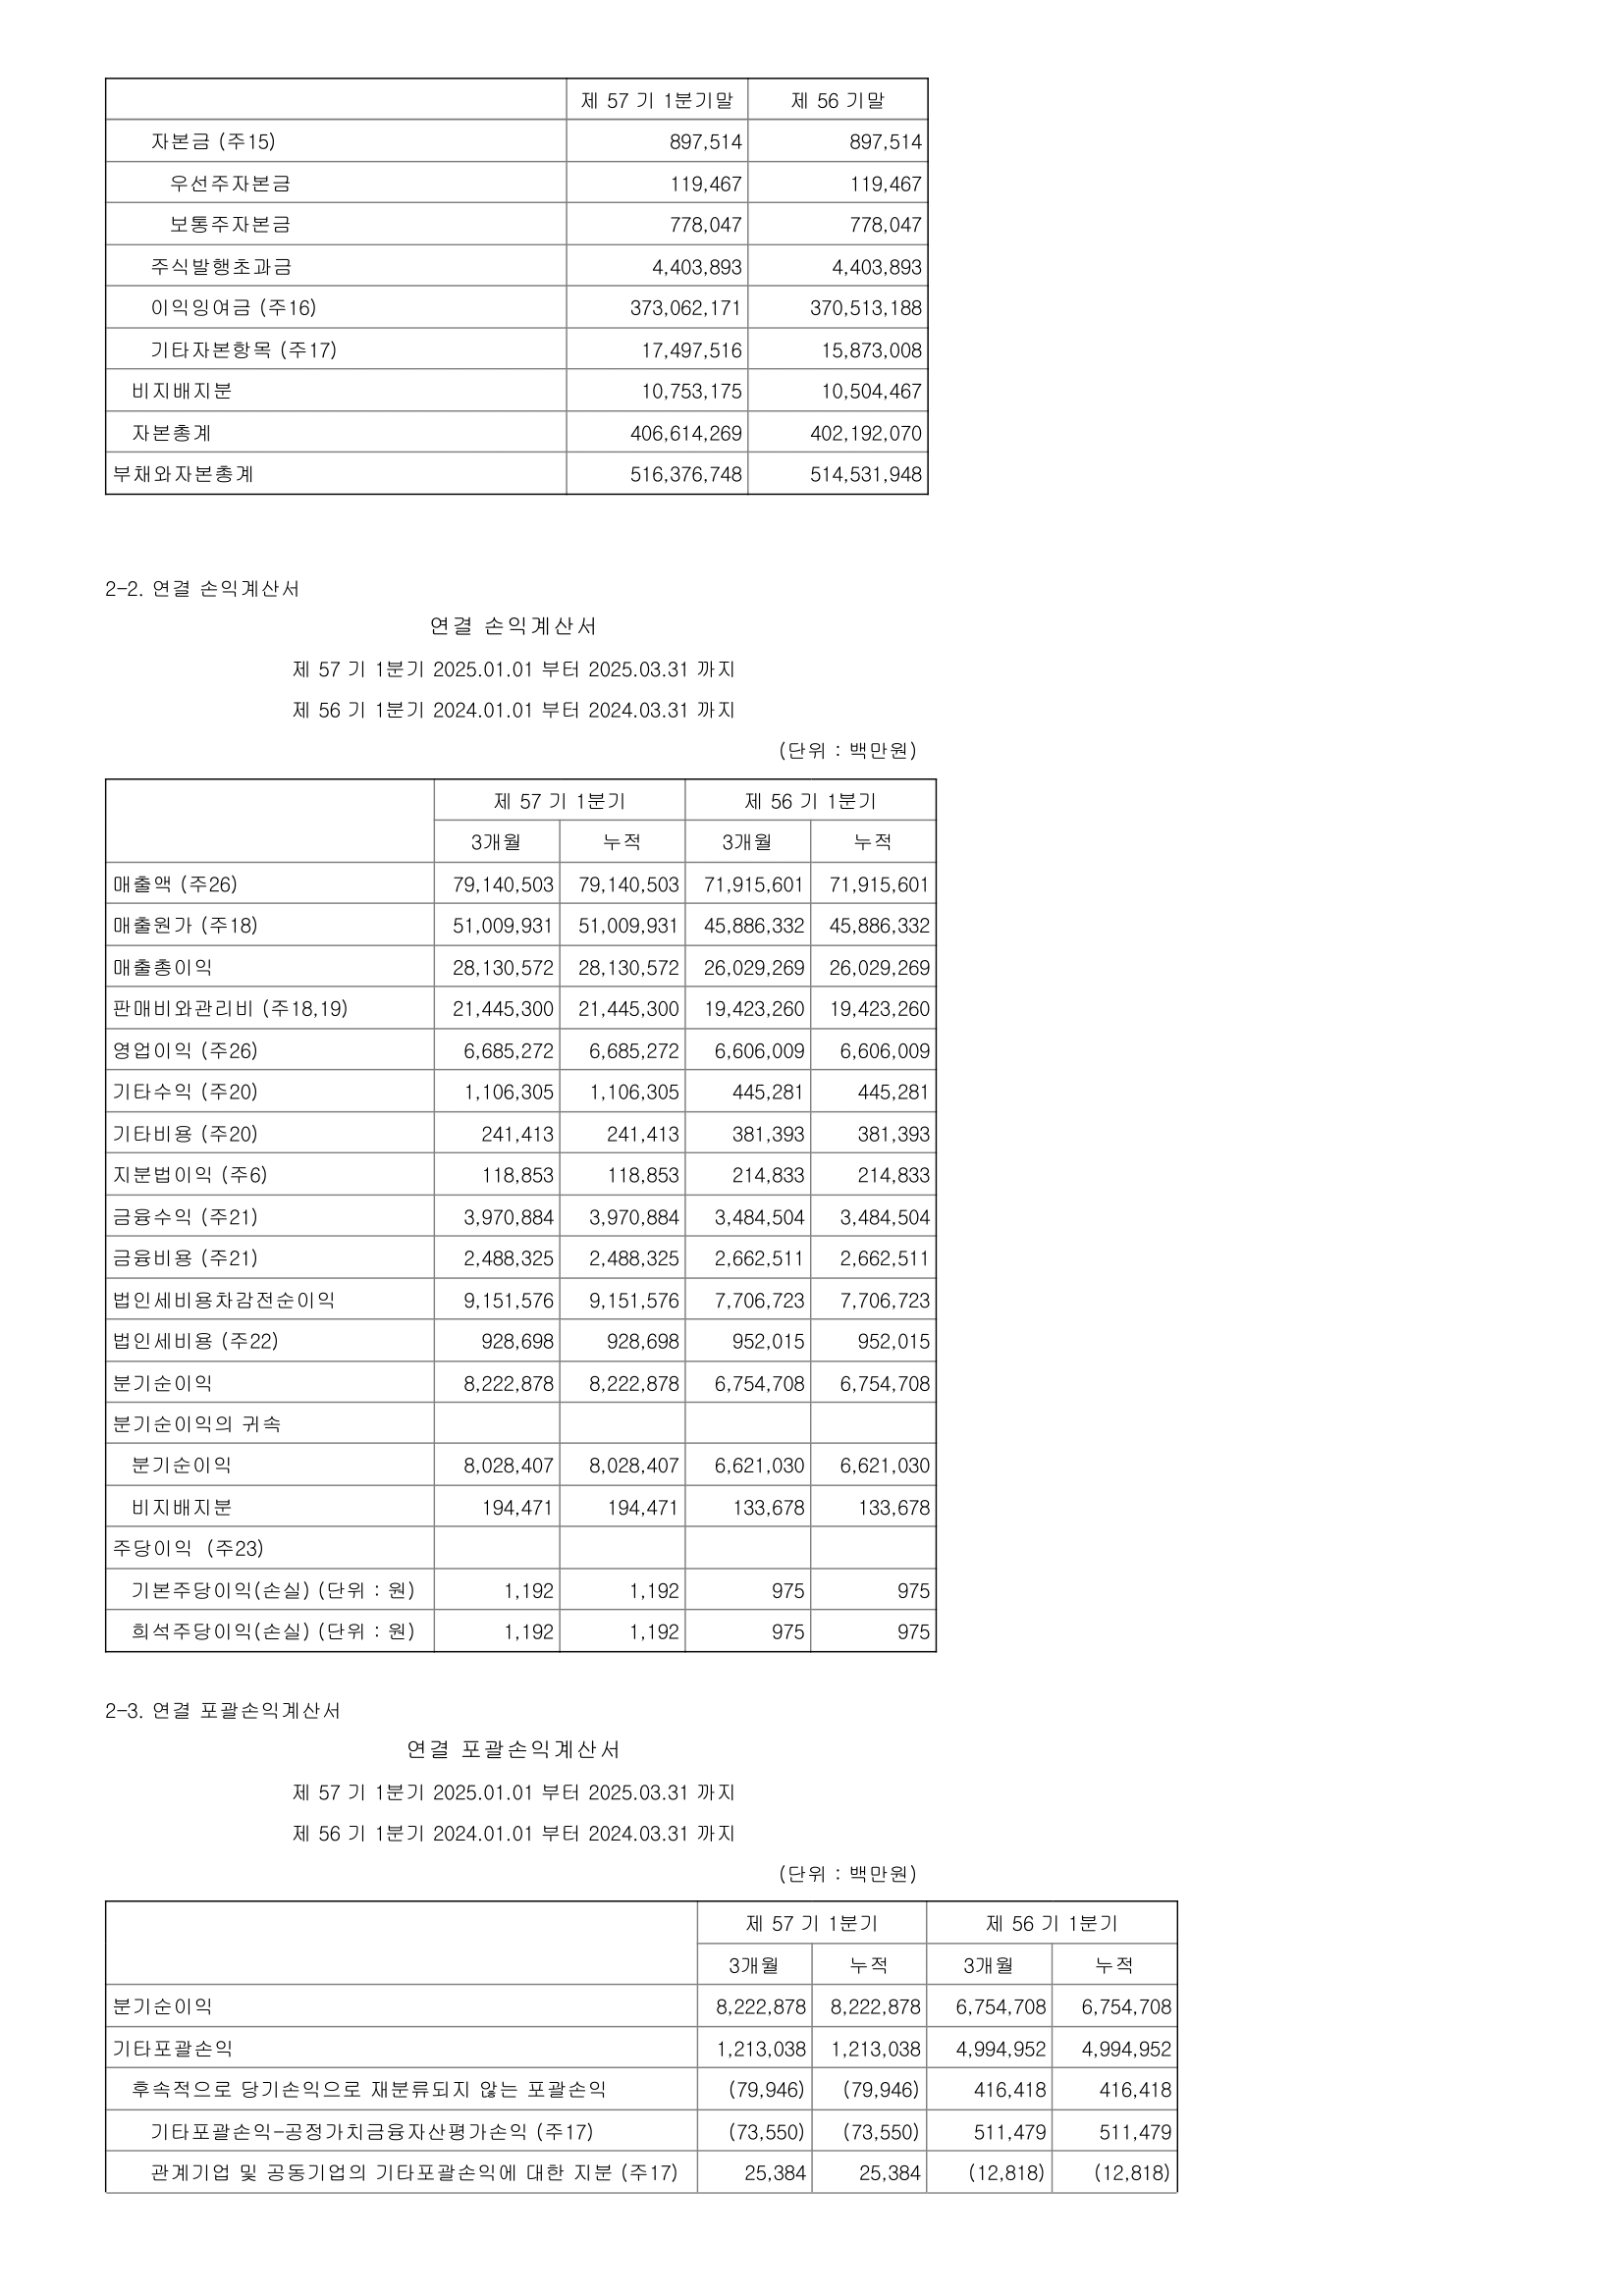 제 57 기 1분기말 제 56 기말
자본금 (주15) 897,514 897,514
우선주자본금 119,467 119,467
보통주자본금 778,047 778,047
주식발행초과금 4,403,893 4,403,893
이익잉여금 (주16) 373,062,171 370,513,188
기타자본항목 (주17) 17,497,516 15,873,008
비지배지분 10,753,175 10,504,467
자본총계 406,614,269 402,192,070
부채와자본총계 516,376,748 514,531,948
2-2. 연결 손익계산서
연결 손익계산서
제 57 기 1분기 2025.01.01 부터 2025.03.31 까지
제 56 기 1분기 2024.01.01 부터 2024.03.31 까지
(단위 : 백만원)
제 57 기 1분기 제 56 기 1분기
3개월 누적 3개월 누적
매출액 (주26) 79,140,503 79,140,503 71,915,601 71,915,601
매출원가 (주18) 51,009,931 51,009,931 45,886,332 45,886,332
매출총이익 28,130,572 28,130,572 26,029,269 26,029,269
판매비와관리비 (주18,19) 21,445,300 21,445,300 19,423,260 19,423,260
영업이익 (주26) 6,685,272 6,685,272 6,606,009 6,606,009
기타수익 (주20) 1,106,305 1,106,305 445,281 445,281
기타비용 (주20) 241,413 241,413 381,393 381,393
지분법이익 (주6) 118,853 118,853 214,833 214,833
금융수익 (주21) 3,970,884 3,970,884 3,484,504 3,484,504
금융비용 (주21) 2,488,325 2,488,325 2,662,511 2,662,511
법인세비용차감전순이익 9,151,576 9,151,576 7,706,723 7,706,723
법인세비용 (주22) 928,698 928,698 952,015 952,015
분기순이익 8,222,878 8,222,878 6,754,708 6,754,708
분기순이익의 귀속
분기순이익 8,028,407 8,028,407 6,621,030 6,621,030
비지배지분 194,471 194,471 133,678 133,678
주당이익 (주23)
기본주당이익(손실) (단위 : 원) 1,192 1,192 975 975
희석주당이익(손실) (단위 : 원) 1,192 1,192 975 975
2-3. 연결 포괄손익계산서
연결 포괄손익계산서
제 57 기 1분기 2025.01.01 부터 2025.03.31 까지
제 56 기 1분기 2024.01.01 부터 2024.03.31 까지
(단위 : 백만원)
제 57 기 1분기 제 56 기 1분기
3개월 누적 3개월 누적
분기순이익 8,222,878 8,222,878 6,754,708 6,754,708
기타포괄손익 1,213,038 1,213,038 4,994,952 4,994,952
후속적으로 당기손익으로 재분류되지 않는 포괄손익 (79,946) (79,946) 416,418 416,418
기타포괄손익-공정가치금융자산평가손익 (주17) (73,550) (73,550) 511,479 511,479
관계기업 및 공동기업의 기타포괄손익에 대한 지분 (주17) 25,384 25,384 (12,818) (12,818)